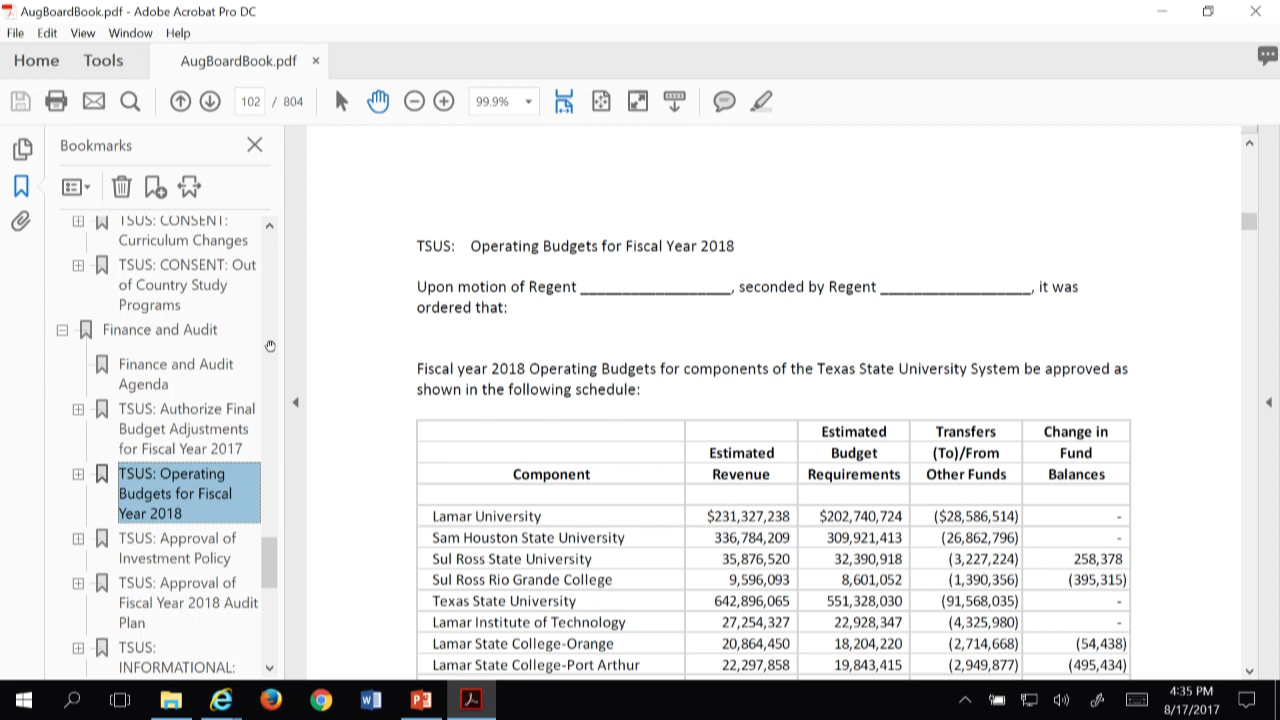 AugBoardBook.pdf - Adobe Acrobat Pro DC
File Edit View Window Help
Home Tools AugBoardBook.pdf ×
102 / 804 99.9%
Bookmarks
TSUS: CONSENT:
Curriculum Changes
TSUS: CONSENT: Out
of Country Study
Programs
Finance and Audit
Finance and Audit
Agenda
TSUS: Authorize Final
Budget Adjustments
for Fiscal Year 2017
TSUS: Operating
Budgets for Fiscal
Year 2018
TSUS: Approval of
Investment Policy
TSUS: Approval of
Fiscal Year 2018 Audit
Plan
TSUS:
INFORMATIONAL:
TSUS: Operating Budgets for Fiscal Year 2018
Upon motion of Regent ____________________, seconded by Regent ____________________, it was
ordered that:
Fiscal year 2018 Operating Budgets for components of the Texas State University System be approved as
shown in the following schedule:
Estimated Transfers Change in
Estimated Budget (To)/From Fund
Component Revenue Requirements Other Funds Balances
Lamar University $231,327,238 $202,740,724 ($28,586,514) -
Sam Houston State University 336,784,209 309,921,413 (26,862,796) -
Sul Ross State University 35,876,520 32,390,918 (3,227,224) 258,378
Sul Ross Rio Grande College 9,596,093 8,601,052 (1,390,356) (395,315)
Texas State University 642,896,065 551,328,030 (91,568,035) -
Lamar Institute of Technology 27,254,327 22,928,347 (4,325,980) -
Lamar State College-Orange 20,864,450 18,204,220 (2,714,668) (54,438)
Lamar State College-Port Arthur 22,297,858 19,843,415 (2,949,877) (495,434)
4:35 PM
8/17/2017